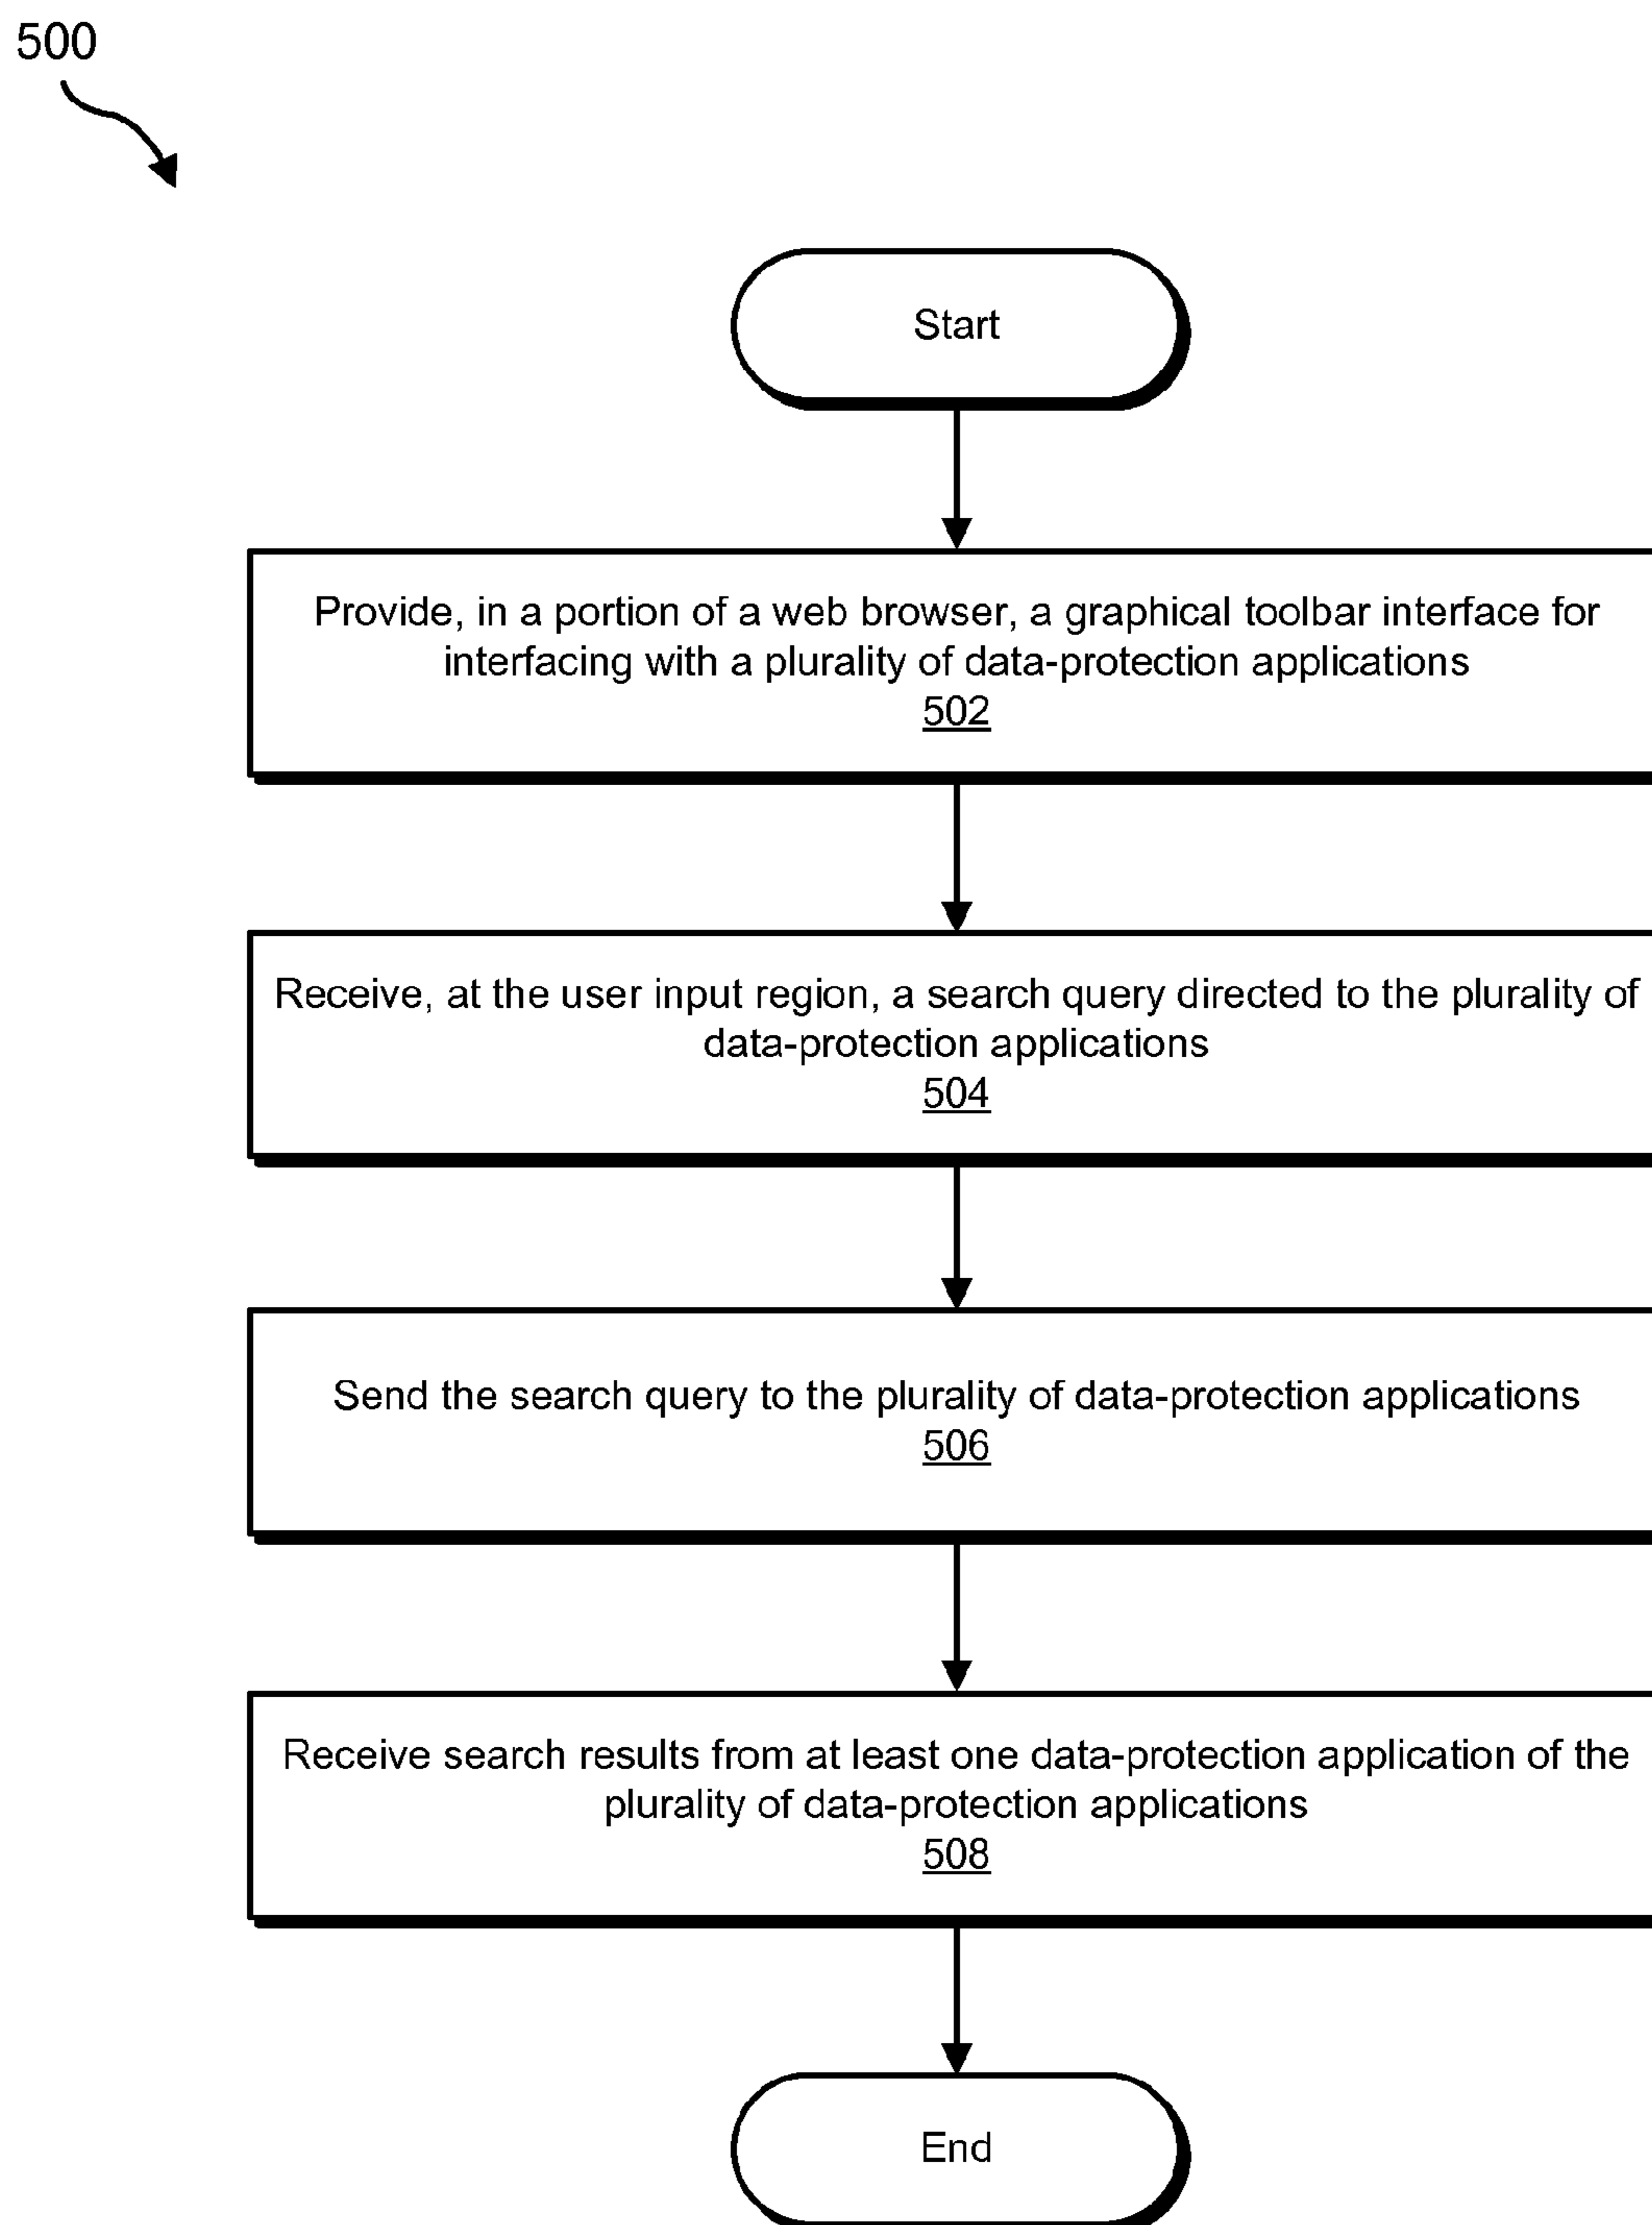 500
Start
Provide, in a portion of a web browser, a graphical toolbar interface for
interfacing with a plurality of data-protection applications
502
Receive, at the user input region, a search query directed to the plurality of
data-protection applications
504
Send the search query to the plurality of data-protection applications
506
Receive search results from at least one data-protection application of the
plurality of data-protection applications
508
End